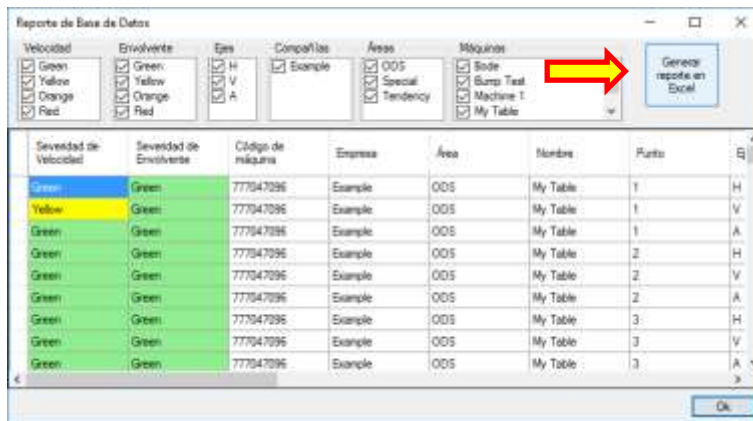 Reporte de Base de Datos
Velocidad Envolvente Ejes Compañías Áreas Máquinas
Green Green H Example ODS Bode
Yellow Yellow V Special Bump Test
Orange Orange A Tendency Machine 1
Red Red My Table
General reporte en Excel
Severidad de Velocidad Severidad de Envolvente Código de máquina Empresa Área Nombre Punto Ej
Green Green 777047096 Example ODS My Table 1 H
Yellow Green 777047096 Example ODS My Table 1 V
Green Green 777047096 Example ODS My Table 1 A
Green Green 777047096 Example ODS My Table 2 H
Green Green 777047096 Example ODS My Table 2 V
Green Green 777047096 Example ODS My Table 2 A
Green Green 777047096 Example ODS My Table 3 H
Green Green 777047096 Example ODS My Table 3 V
Green Green 777047096 Example ODS My Table 3 A
Ok